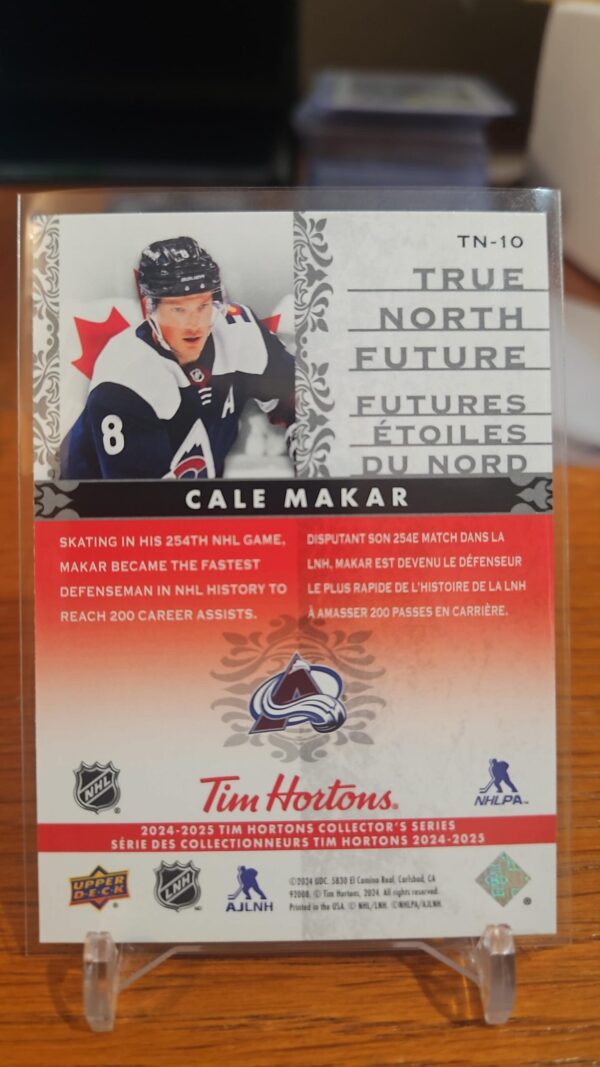 TN-10
TRUE
NORTH
FUTURE
FUTURES
ÉTOILES
DU NORD
8
8
A
CALE MAKAR
SKATING IN HIS 254TH NHL GAME,
MAKAR BECAME THE FASTEST
DEFENSEMAN IN NHL HISTORY TO
REACH 200 CAREER ASSISTS.
DISPUTANT SON 254E MATCH DANS LA
LNH, MAKAR EST DEVENU LE DÉFENSEUR
LE PLUS RAPIDE DE L'HISTOIRE DE LA LNH
À AMASSER 200 PASSES EN CARRIÈRE.
A
NHL
Tim Hortons®
NHLPA™
2024-2025 TIM HORTONS COLLECTOR'S SERIES
SÉRIE DES COLLECTIONNEURS TIM HORTONS 2024-2025
UPPER
D·E·C·K
LNH
AJLNH
©2024 UDC. 5830 El Camino Real, Carlsbad, CA
92008. © Tim Hortons, 2024. All rights reserved.
Printed in the USA. © NHL/LNH. ©NHLPA/AJLNH.